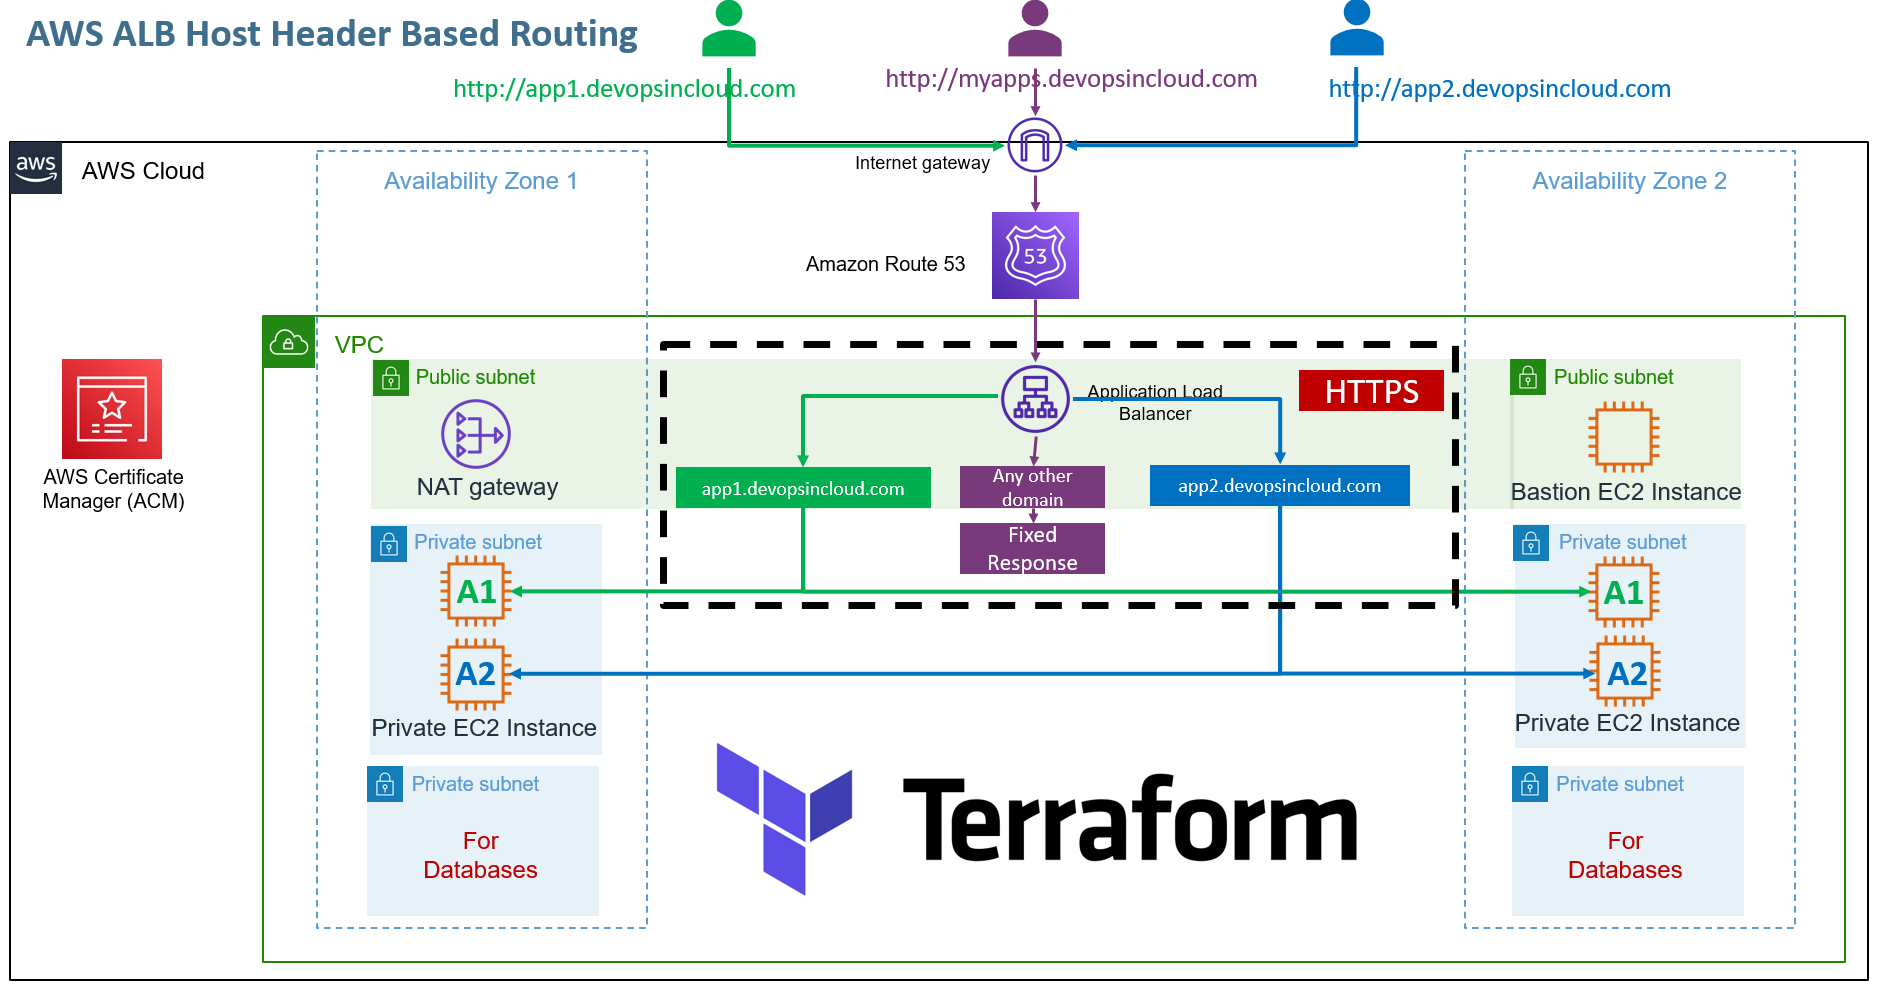 AWS ALB Host Header Based Routing
http://app1.devopsincloud.com
http://myapps.devopsincloud.com
http://app2.devopsincloud.com
aws
AWS Cloud
Internet gateway
Availability Zone 1
Availability Zone 2
53
Amazon Route 53
VPC
Public subnet
NAT gateway
Application Load
Balancer
HTTPS
Public subnet
Bastion EC2 Instance
AWS Certificate
Manager (ACM)
app1.devopsincloud.com
Any other
domain
app2.devopsincloud.com
Fixed
Response
Private subnet
A1
A2
Private EC2 Instance
Private subnet
A1
A2
Private EC2 Instance
Private subnet
For
Databases
Terraform
Private subnet
For
Databases